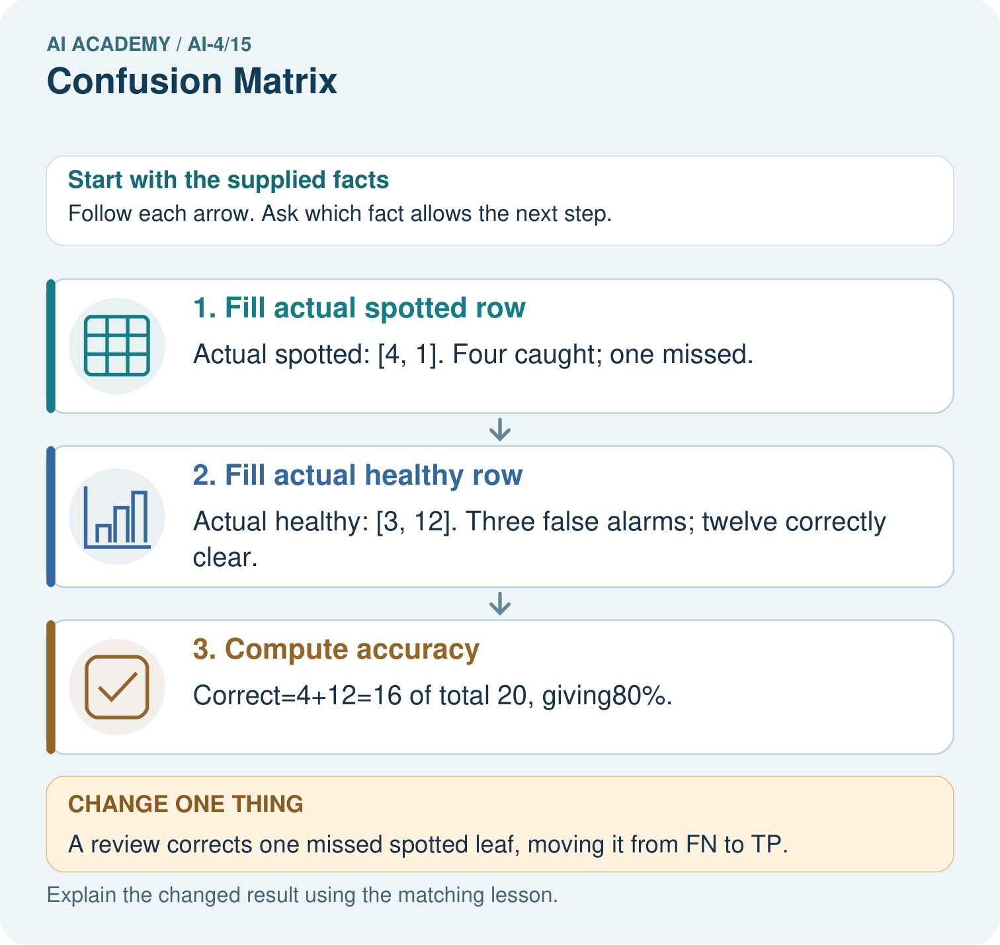 AI ACADEMY / AI-4/15
Confusion Matrix
Start with the supplied facts
Follow each arrow. Ask which fact allows the next step.
1. Fill actual spotted row
Actual spotted: [4, 1]. Four caught; one missed.
2. Fill actual healthy row
Actual healthy: [3, 12]. Three false alarms; twelve correctly
clear.
3. Compute accuracy
Correct=4+12=16 of total 20, giving80%.
CHANGE ONE THING
A review corrects one missed spotted leaf, moving it from FN to TP.
Explain the changed result using the matching lesson.